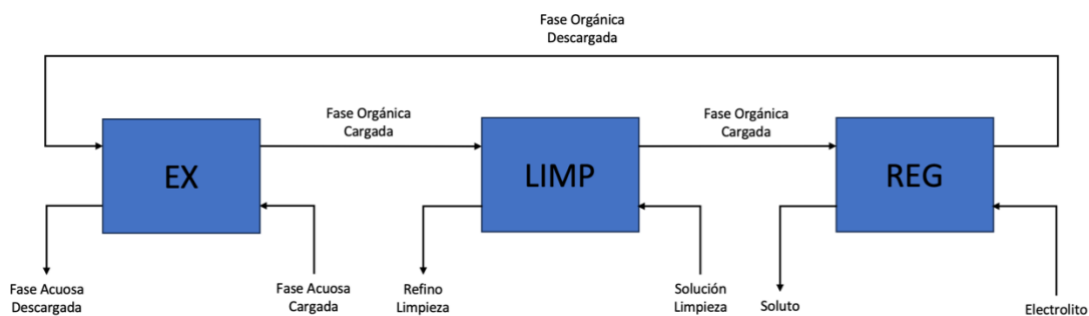 Fase Orgánica
Descargada
Fase Orgánica
Cargada
Fase Orgánica
Cargada
EX
LIMP
REG
Fase Acuosa
Descargada
Fase Acuosa
Cargada
Refino
Limpieza
Solución
Limpieza
Soluto
Electrolito